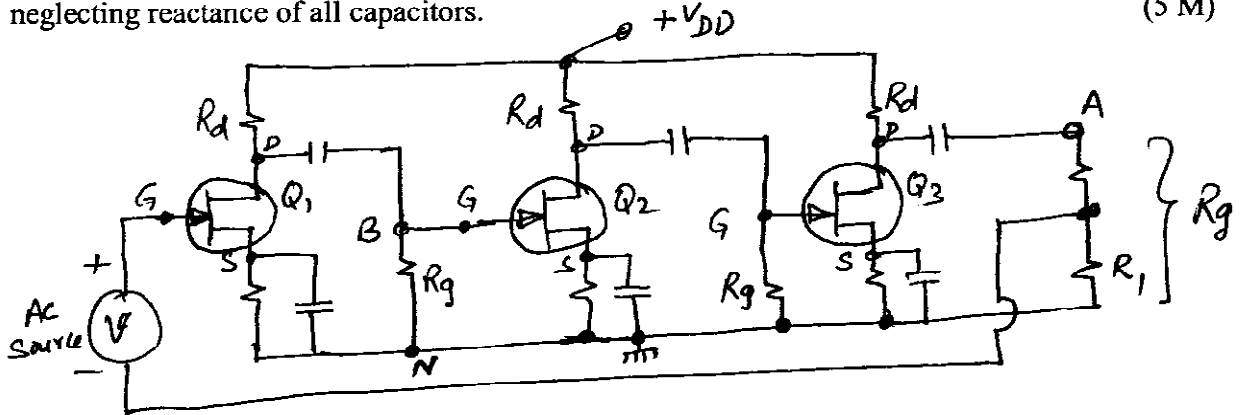 neglecting reactance of all capacitors.
(5 M)
+VDD
Rd
Rd
Rd
A
D
D
D
G
Q1
G
Q2
G
Q3
B
Rg
S
S
Rg
S
R1
Rg
+
AC
Source
V
−
N